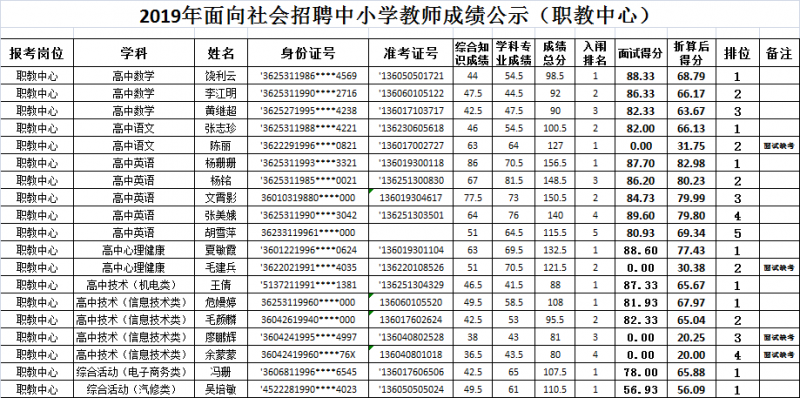 2019年面向社会招聘中小学教师成绩公示（职教中心）
报考岗位 学科 姓名 身份证号 准考证号 综合知识成绩 学科专业成绩 成绩总分 入闱排名 面试得分 折算后得分 排位 备注
职教中心 高中数学 饶利云 '3625311986****4569 '136050501721 44 54.5 98.5 1 88.33 68.79 1
职教中心 高中数学 李江明 '3625311990****2716 '136060105122 47.5 44.5 92 2 86.33 66.17 2
职教中心 高中数学 黄继超 '3625271995****4238 '136017103717 42.5 47.5 90 3 82.33 63.67 3
职教中心 高中语文 张志珍 '3625311988****4221 '136230605618 46 54.5 100.5 2 82.00 66.13 1
职教中心 高中语文 陈丽 '3622291996****0821 '136017002727 63 64 127 1 0.00 31.75 2 面试缺考
职教中心 高中英语 杨珊珊 '3625311993****3321 '136019300118 86 70.5 156.5 1 87.70 82.98 1
职教中心 高中英语 杨铭 '3625311985****0021 '136251300830 67 81.5 148.5 3 86.20 80.23 2
职教中心 高中英语 文霄影 36010319880****000 '136019304617 77.5 73 150.5 2 84.73 79.99 3
职教中心 高中英语 张美娥 '3625311990****3042 '136251303501 64 76 140 4 89.60 79.80 4
职教中心 高中英语 胡雪萍 36233119961****000 51 64.5 115.5 5 80.93 69.34 5
职教中心 高中心理健康 夏敏霞 '3601221996****0624 '136019301104 63 69.5 132.5 1 88.60 77.43 1
职教中心 高中心理健康 毛建兵 '3622021991****4035 '136220108526 51 70.5 121.5 2 0.00 30.38 2 面试缺考
职教中心 高中技术（机电类） 王倩 '5137211991****1381 '136251304329 46.5 41.5 88 1 87.33 65.67 1
职教中心 高中技术（信息技术类） 危幔婷 36253119960****000 '136060105520 49.5 58.5 108 1 81.93 67.97 1
职教中心 高中技术（信息技术类） 毛颜麟 36042619940****000 '136017602624 42.5 53 95.5 2 82.33 65.04 2
职教中心 高中技术（信息技术类） 廖鹏辉 '3604241995****4997 '136040802528 38 43 81 3 0.00 20.25 3 面试缺考
职教中心 高中技术（信息技术类） 余蒙蒙 36042419960****76X '136040801018 36.5 43.5 80 4 0.00 20.00 4 面试缺考
职教中心 综合活动（电子商务类） 冯珊 '3606811996****6545 '136017606506 42.5 65 107.5 1 78.00 65.88 1
职教中心 综合活动（汽修类） 吴培敏 '4522281990****4023 '136050505024 49.5 61 110.5 1 56.93 56.09 1